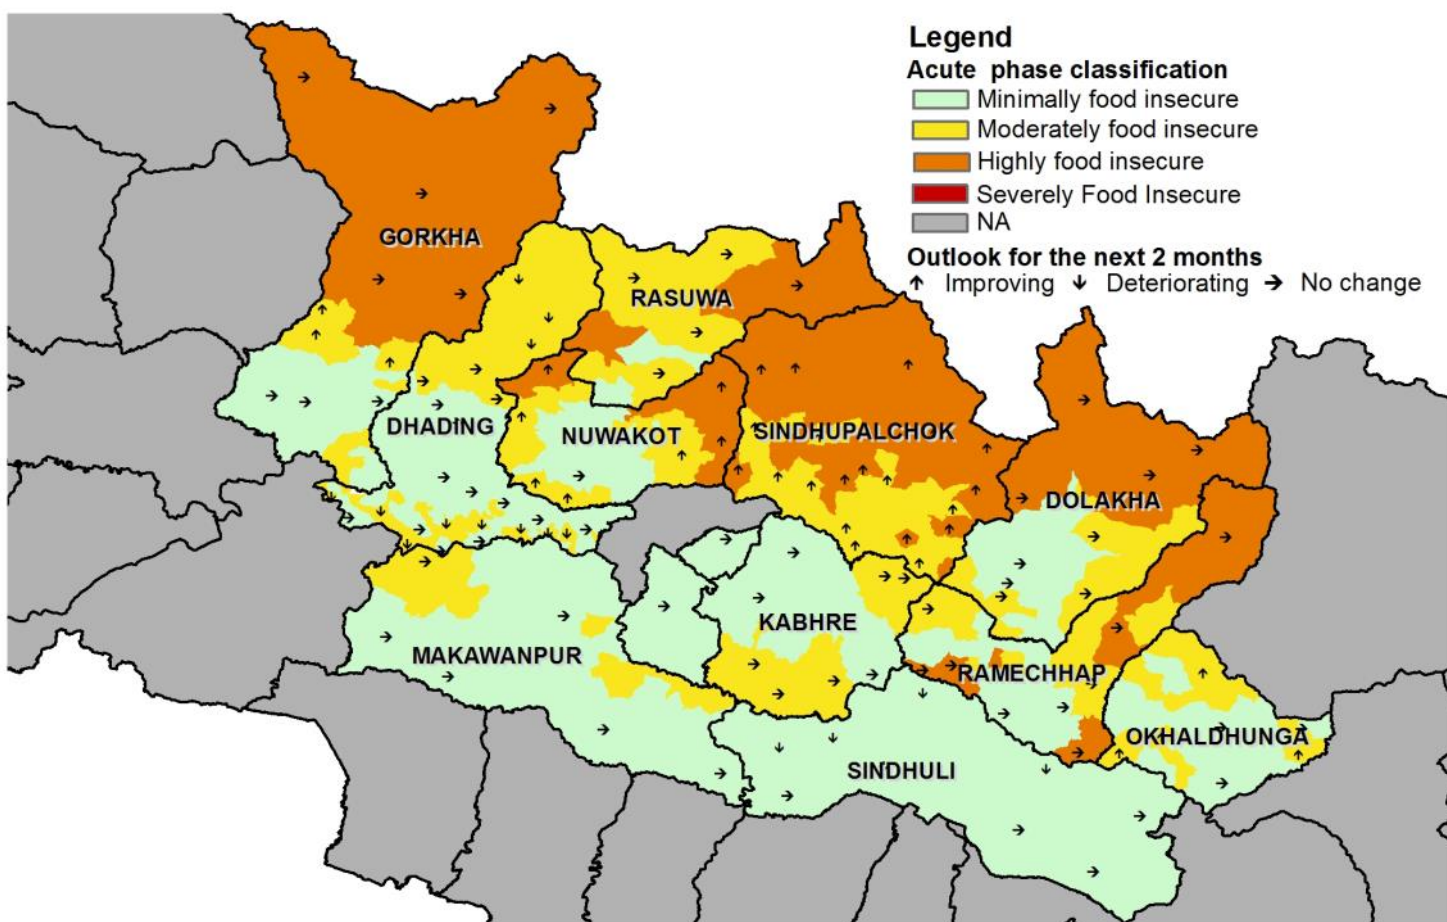 Legend
Acute phase classification
Minimally food insecure
Moderately food insecure
Highly food insecure
Severely Food Insecure
NA
Outlook for the next 2 months
↑ Improving ↓ Deteriorating → No change
GORKHA
RASUWA
DHADING
NUWAKOT
SINDHUPALCHOK
DOLAKHA
KABHRE
MAKAWANPUR
RAMECHHAP
OKHALDHUNGA
SINDHULI